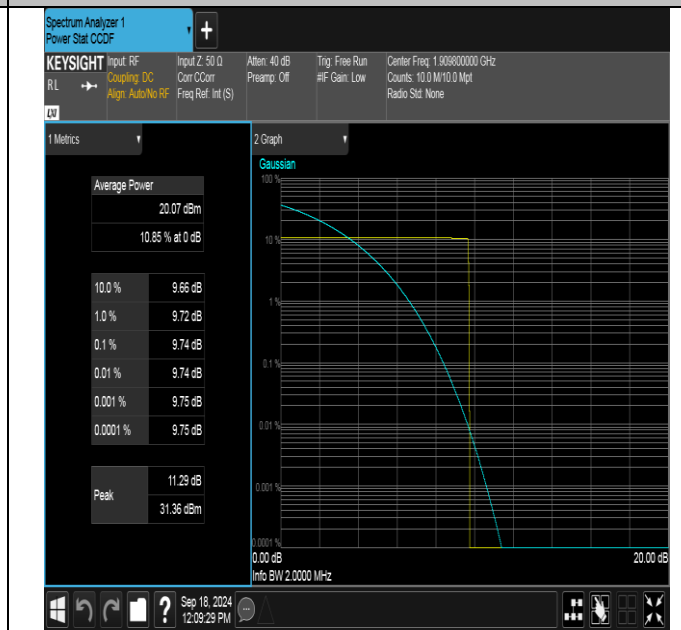 Spectrum Analyzer 1
Power Stat CCDF
+
KEYSIGHT
RL
LXI
Input: RF
Coupling: DC
Align: Auto/No RF
Input Z: 50 Ω
Corr CCorr
Freq Ref: Int (S)
Atten: 40 dB
Preamp: Off
Trig: Free Run
#IF Gain: Low
Center Freq: 1.909800000 GHz
Counts: 10.0 M/10.0 Mpt
Radio Std: None
1 Metrics
Average Power
20.07 dBm
10.85 % at 0 dB
10.0 % 9.66 dB
1.0 % 9.72 dB
0.1 % 9.74 dB
0.01 % 9.74 dB
0.001 % 9.75 dB
0.0001 % 9.75 dB
Peak
11.29 dB
31.36 dBm
2 Graph
Gaussian
100 %
10 %
1 %
0.1 %
0.01 %
0.001 %
0.0001 %
0.00 dB 20.00 dB
Info BW 2.0000 MHz
?
Sep 18, 2024
12:09:29 PM